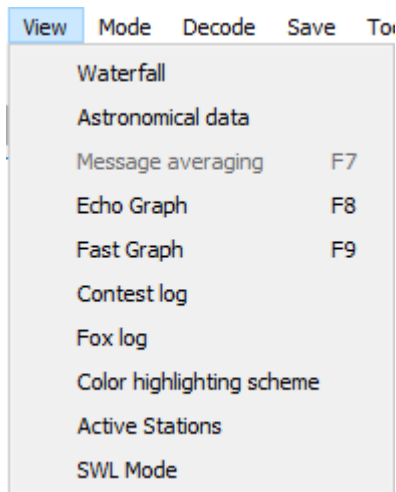 View Mode Decode Save
Waterfall
Astronomical data
Message averaging F7
Echo Graph F8
Fast Graph F9
Contest log
Fox log
Color highlighting scheme
Active Stations
SWL Mode